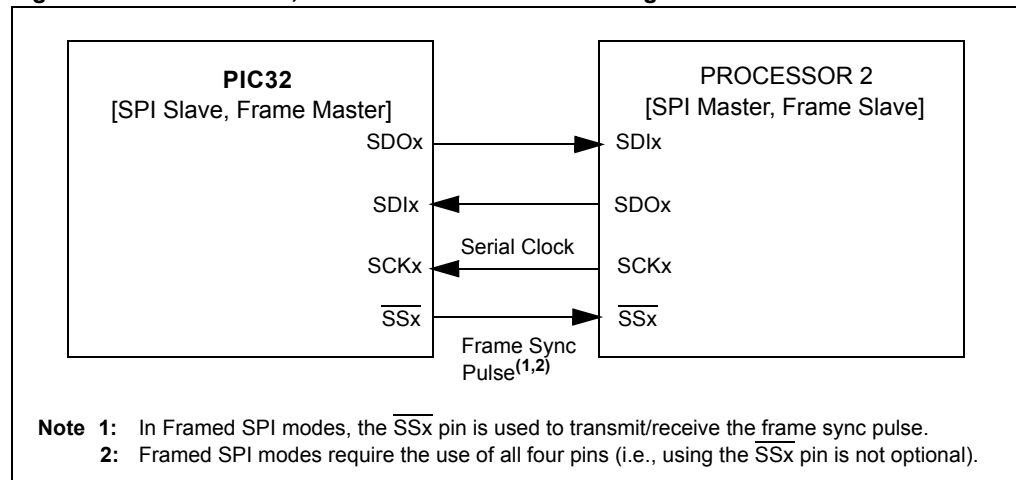 PIC32
[SPI Slave, Frame Master]
PROCESSOR 2
[SPI Master, Frame Slave]
SDOx
SDIx
SDIx
SDOx
Serial Clock
SCKx
SCKx
SSx
SSx
Frame Sync
Pulse(1,2)
Note 1: In Framed SPI modes, the SSx pin is used to transmit/receive the frame sync pulse.
2: Framed SPI modes require the use of all four pins (i.e., using the SSx pin is not optional).